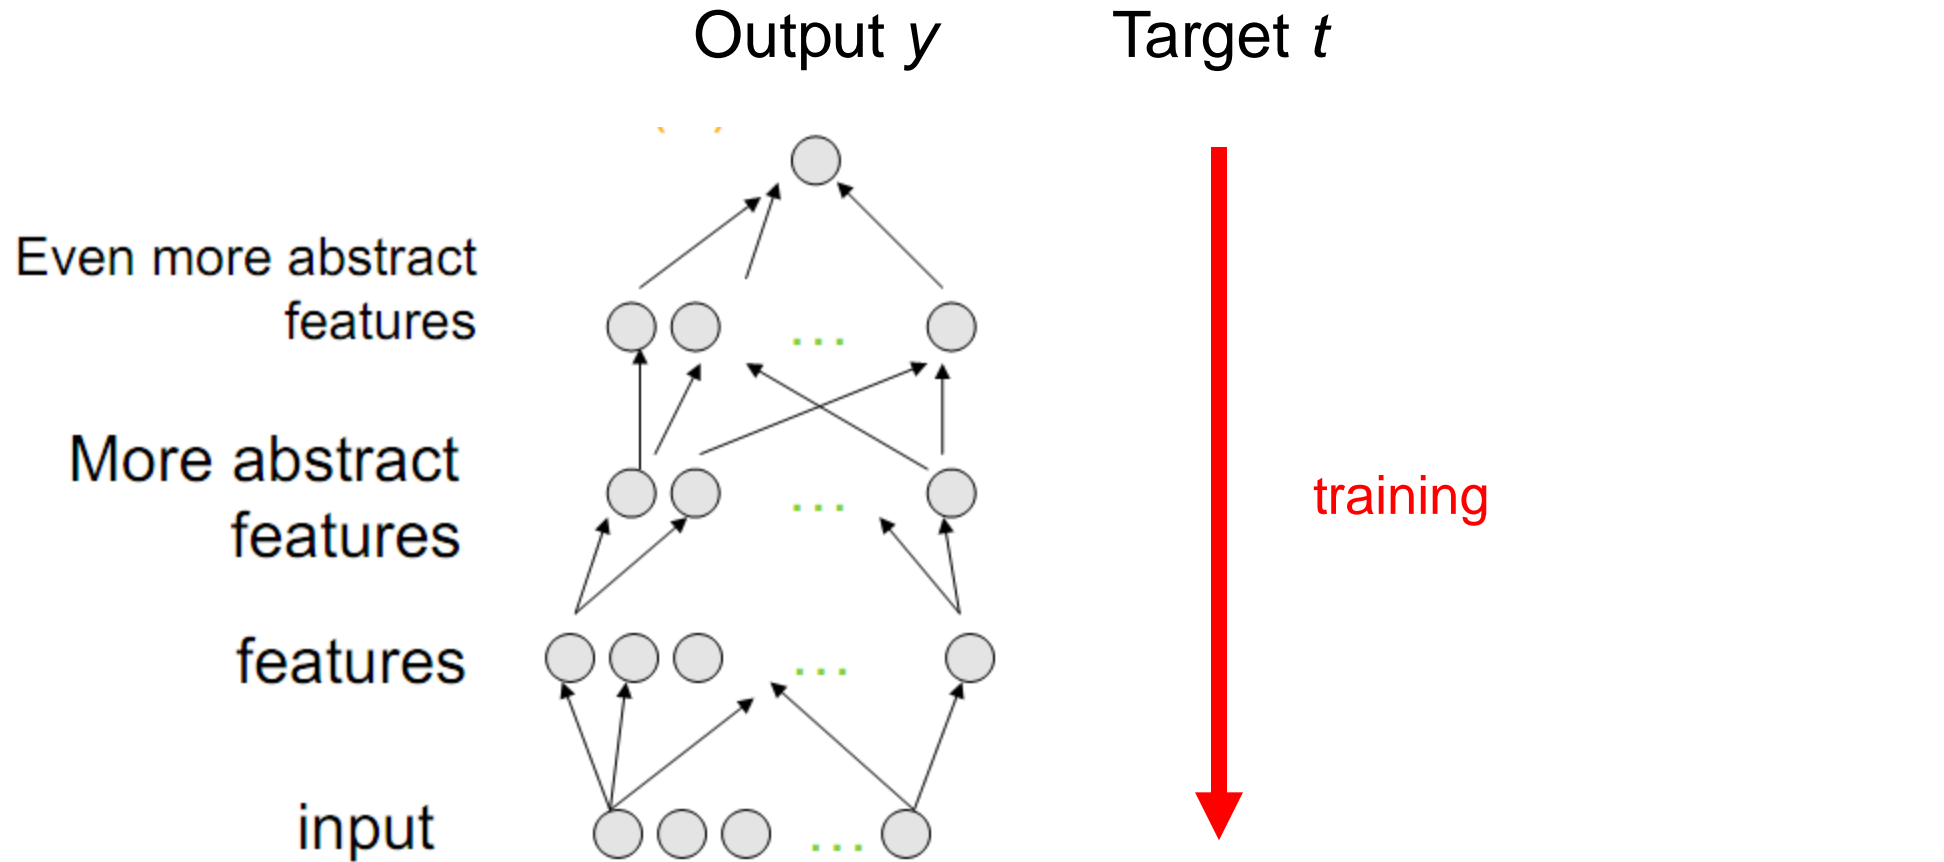 Output y
Target t
Even more abstract
features
...
More abstract
features
...
training
features
...
input
...